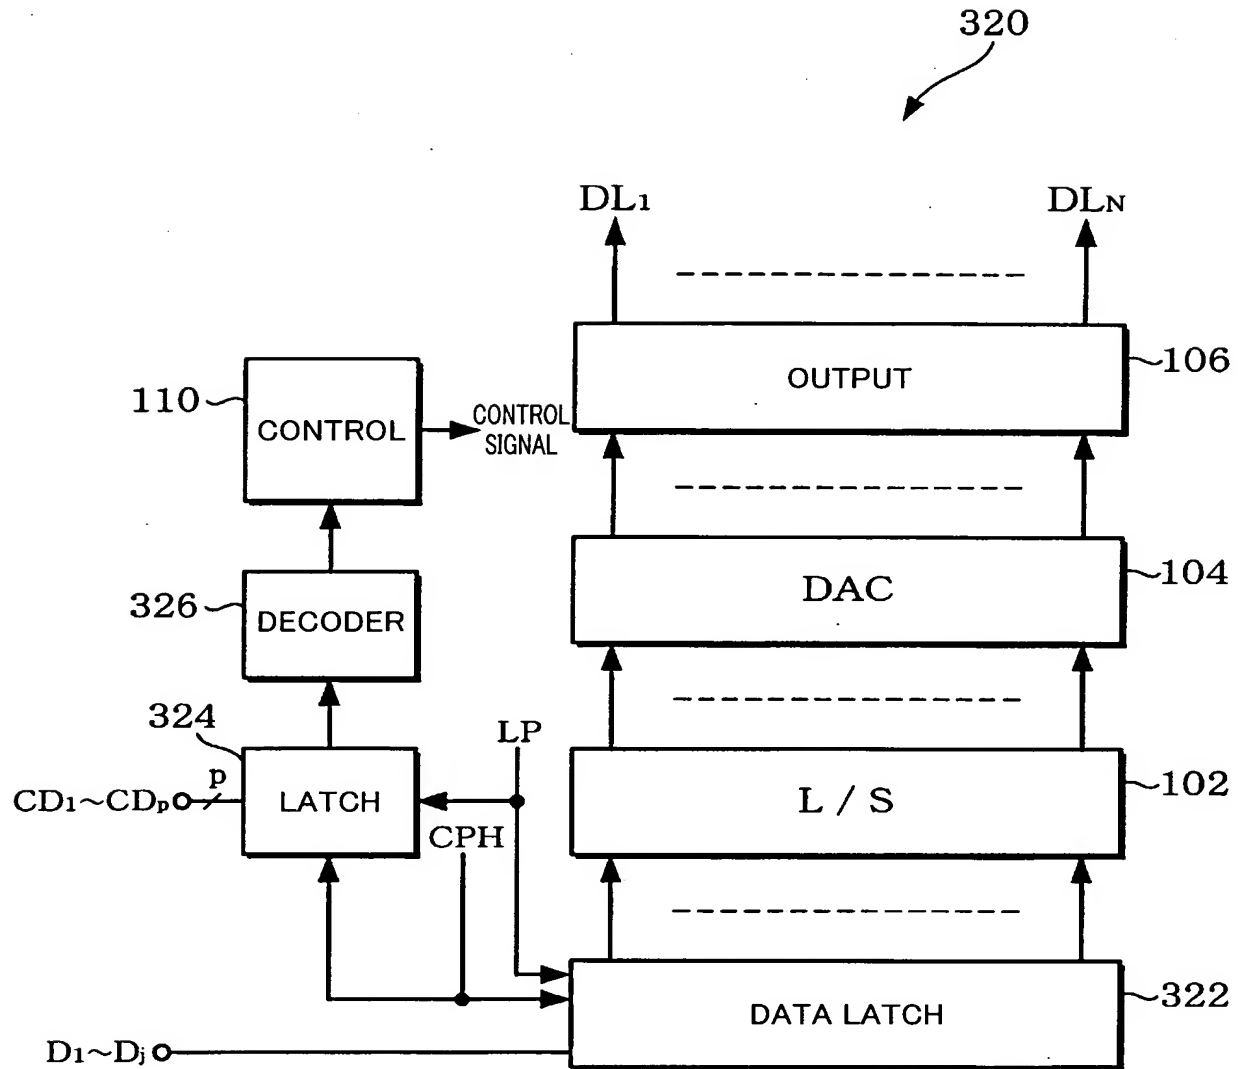 320
DL1
DLN
OUTPUT
106
110
CONTROL
CONTROL
SIGNAL
DAC
104
326
DECODER
324
LP
CD1~CDp
p
LATCH
L / S
102
CPH
DATA LATCH
322
D1~Dj